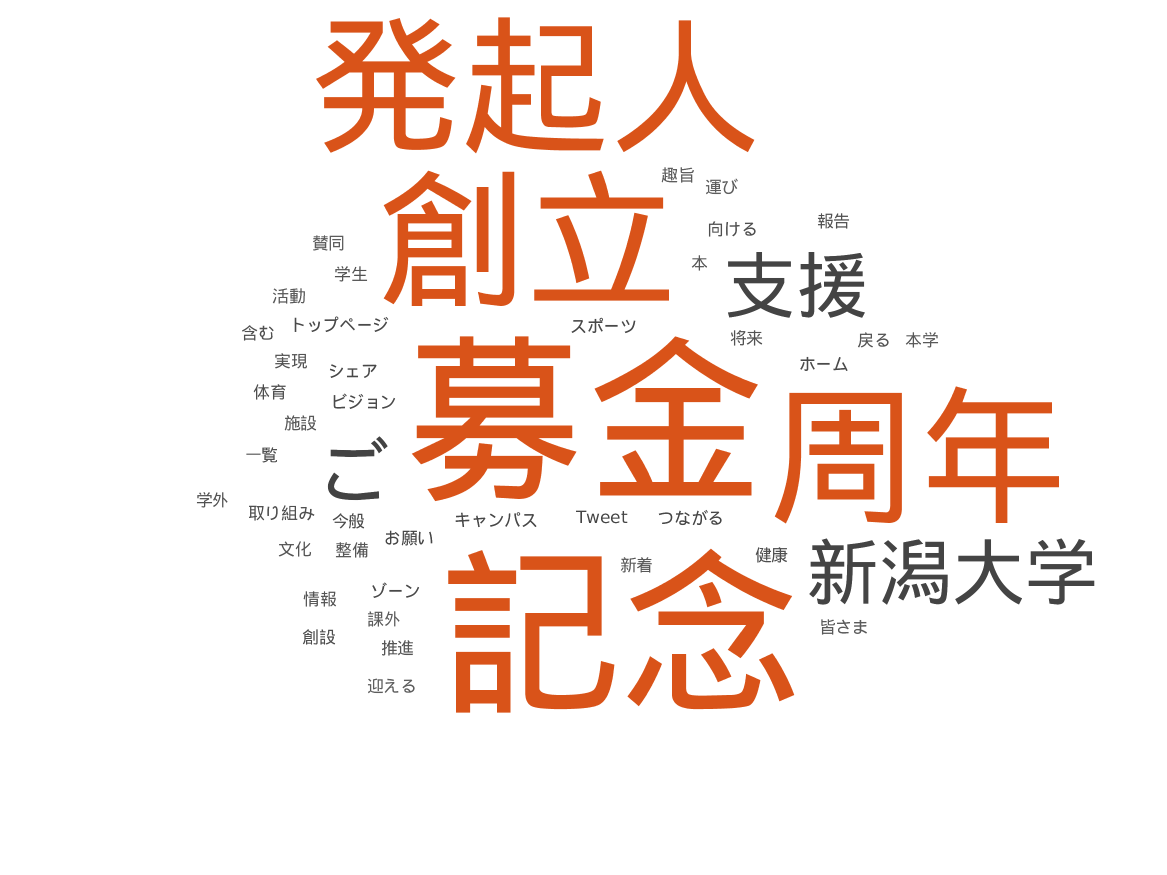 発起人
創立
趣旨
運び
報告
向ける
賛同
本
支援
学生
活動
含む
トップページ
スポーツ
将来
戻る
本学
実現
シェア
ホーム
体育
ビジョン
募金
周年
施設
一覧
ご
学外
取り組み
今般
キャンパス
Tweet
つながる
お願い
文化
整備
新着
健康
新潟大学
記念
情報
ゾーン
課外
皆さま
創設
推進
迎える